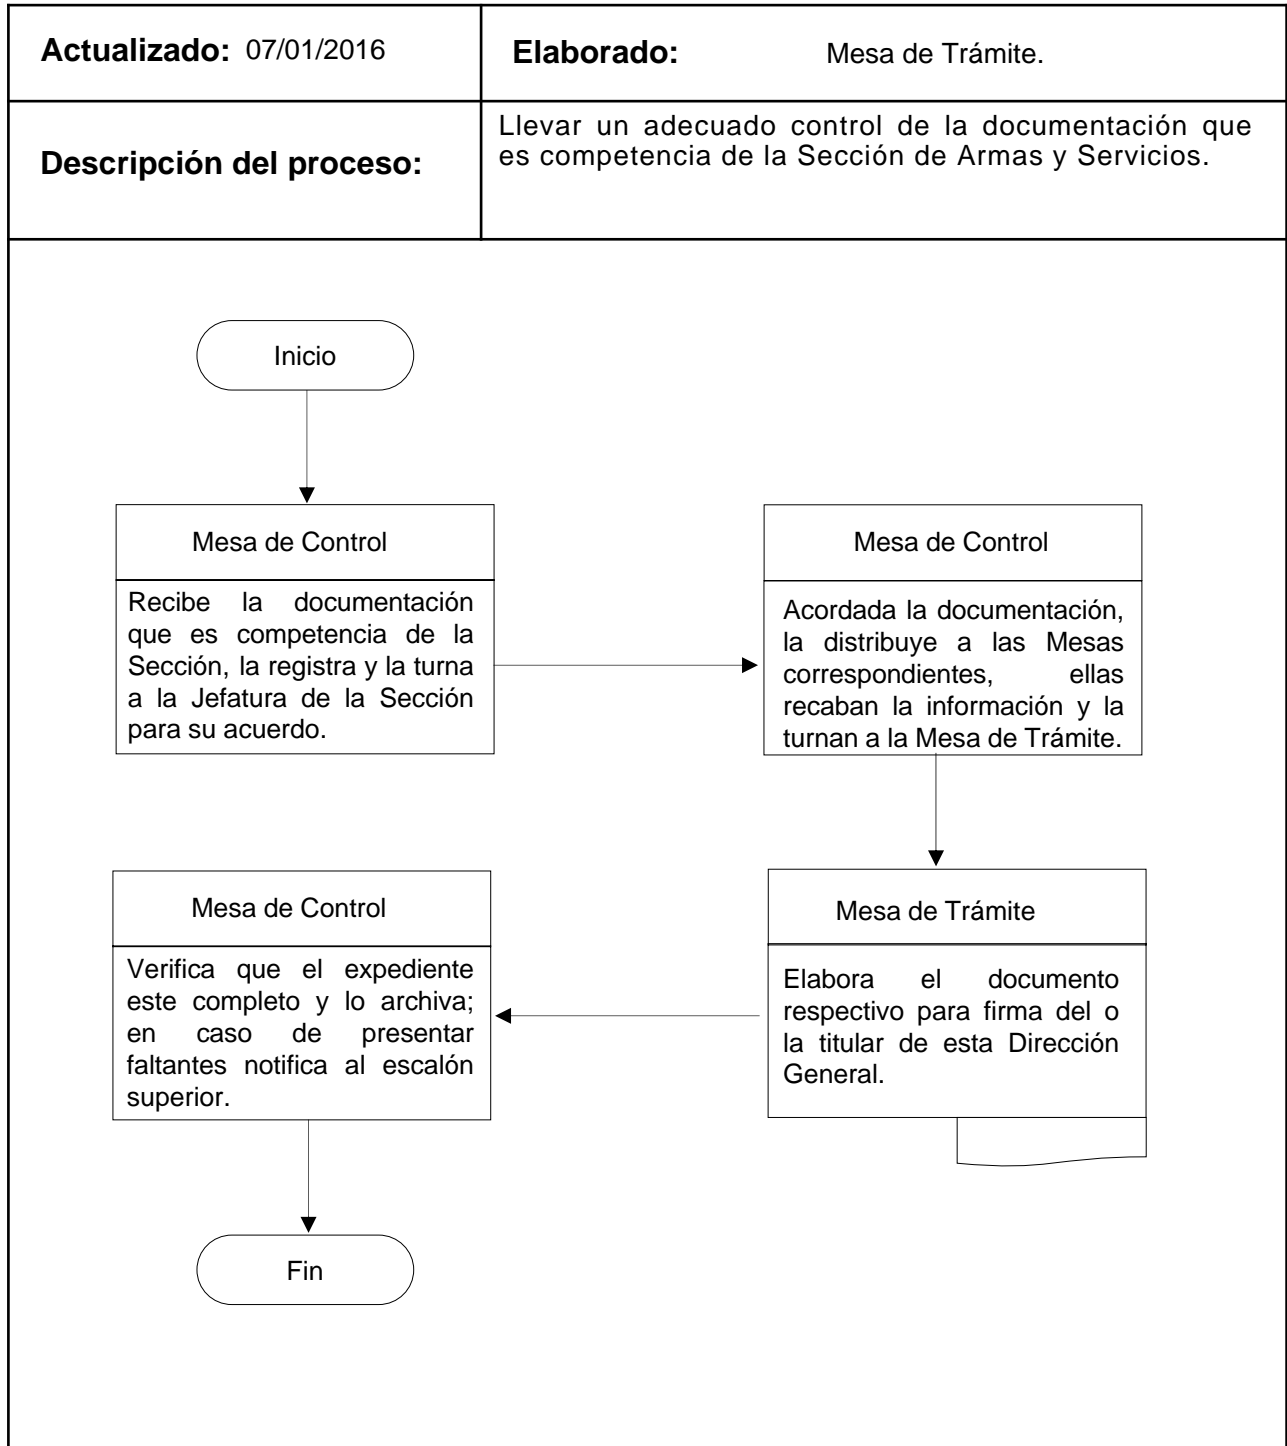 Actualizado: 07/01/2016
Elaborado: Mesa de Trámite.
Descripción del proceso:
Llevar un adecuado control de la documentación que
es competencia de la Sección de Armas y Servicios.
Inicio
Mesa de Control
Recibe la documentación
que es competencia de la
Sección, la registra y la turna
a la Jefatura de la Sección
para su acuerdo.
Mesa de Control
Acordada la documentación,
la distribuye a las Mesas
correspondientes, ellas
recaban la información y la
turnan a la Mesa de Trámite.
Mesa de Trámite
Elabora el documento
respectivo para firma del o
la titular de esta Dirección
General.
Mesa de Control
Verifica que el expediente
este completo y lo archiva;
en caso de presentar
faltantes notifica al escalón
superior.
Fin